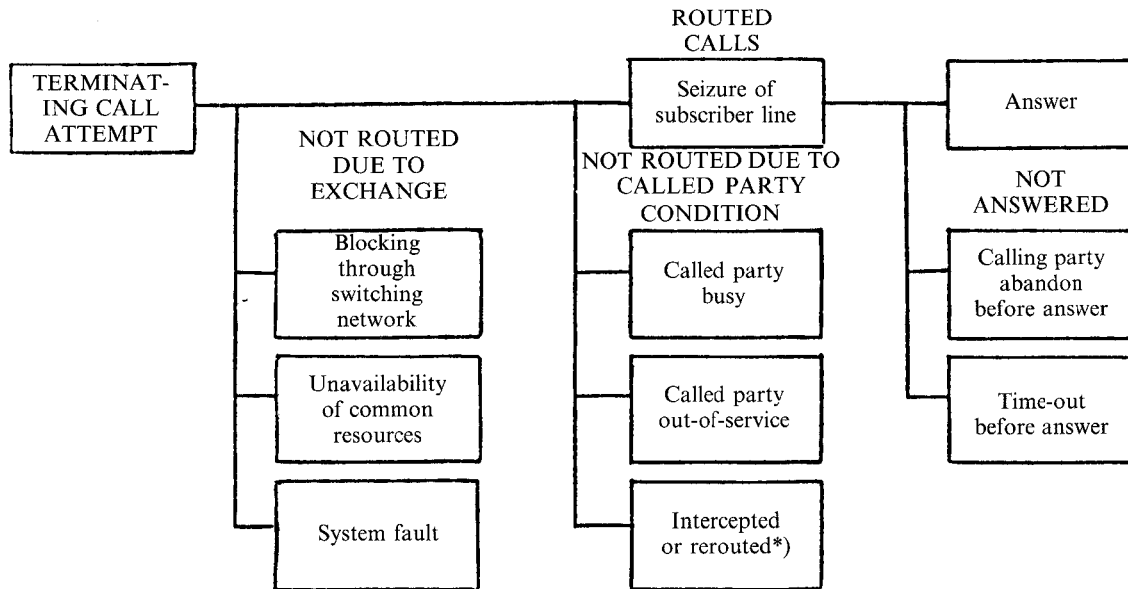 TERMINAT-
ING CALL
ATTEMPT
NOT ROUTED
DUE TO
EXCHANGE
Blocking
through
switching
network
Unavailability
of common
resources
System fault
ROUTED
CALLS
Seizure of
subscriber line
NOT ROUTED DUE TO
CALLED PARTY
CONDITION
Called party
busy
Called party
out-of-service
Intercepted
or rerouted*)
Answer
NOT
ANSWERED
Calling party
abandon
before answer
Time-out
before answer